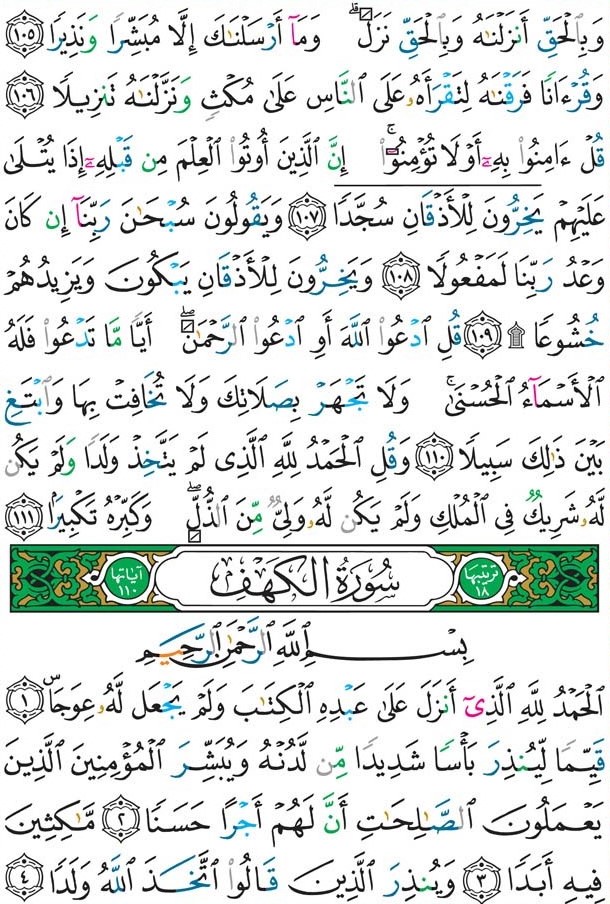 وَبِٱلۡحَقِّ أَنزَلۡنَٰهُ وَبِٱلۡحَقِّ نَزَلَۗ وَمَآ أَرۡسَلۡنَٰكَ إِلَّا مُبَشِّرٗا وَنَذِيرٗا ١٠٥
وَقُرۡءَانٗا فَرَقۡنَٰهُ لِتَقۡرَأَهُۥ عَلَى ٱلنَّاسِ عَلَىٰ مُكۡثٖ وَنَزَّلۡنَٰهُ تَنزِيلٗا ١٠٦
قُلۡ ءَامِنُواْ بِهِۦٓ أَوۡ لَا تُؤۡمِنُوٓاْۚ إِنَّ ٱلَّذِينَ أُوتُواْ ٱلۡعِلۡمَ مِن قَبۡلِهِۦٓ إِذَا يُتۡلَىٰ
عَلَيۡهِمۡ يَخِرُّونَۤ لِلۡأَذۡقَانِۤ سُجَّدٗاۤ ١٠٧ وَيَقُولُونَ سُبۡحَٰنَ رَبِّنَآ إِن كَانَ
وَعۡدُ رَبِّنَا لَمَفۡعُولٗا ١٠٨ وَيَخِرُّونَ لِلۡأَذۡقَانِ يَبۡكُونَ وَيَزِيدُهُمۡ
خُشُوعٗا ۩ ١٠٩ قُلِ ٱدۡعُواْ ٱللَّهَ أَوِ ٱدۡعُواْ ٱلرَّحۡمَٰنَۖ أَيّٗا مَّا تَدۡعُواْ فَلَهُ
ٱلۡأَسۡمَآءُ ٱلۡحُسۡنَىٰۚ وَلَا تَجۡهَرۡ بِصَلَاتِكَ وَلَا تُخَافِتۡ بِهَا وَٱبۡتَغِ
بَيۡنَ ذَٰلِكَ سَبِيلٗا ١١٠ وَقُلِ ٱلۡحَمۡدُ لِلَّهِ ٱلَّذِي لَمۡ يَتَّخِذۡ وَلَدٗا وَلَمۡ يَكُن
لَّهُۥ شَرِيكٞ فِي ٱلۡمُلۡكِ وَلَمۡ يَكُن لَّهُۥ وَلِيّٞ مِّنَ ٱلذُّلِّۖ وَكَبِّرۡهُ تَكۡبِيرَۢا ١١١
ترتيبها ١٨ سُورَةُ الكَهۡف آياتها ١١٠
بِسۡمِ ٱللَّهِ ٱلرَّحۡمَٰنِ ٱلرَّحِيمِ
ٱلۡحَمۡدُ لِلَّهِ ٱلَّذِيٓ أَنزَلَ عَلَىٰ عَبۡدِهِ ٱلۡكِتَٰبَ وَلَمۡ يَجۡعَل لَّهُۥ عِوَجَاۜ ١
قَيِّمٗا لِّيُنذِرَ بَأۡسٗا شَدِيدٗا مِّن لَّدُنۡهُ وَيُبَشِّرَ ٱلۡمُؤۡمِنِينَ ٱلَّذِينَ
يَعۡمَلُونَ ٱلصَّٰلِحَٰتِ أَنَّ لَهُمۡ أَجۡرًا حَسَنٗا ٢ مَّٰكِثِينَ
فِيهِ أَبَدٗا ٣ وَيُنذِرَ ٱلَّذِينَ قَالُواْ ٱتَّخَذَ ٱللَّهُ وَلَدٗا ٤